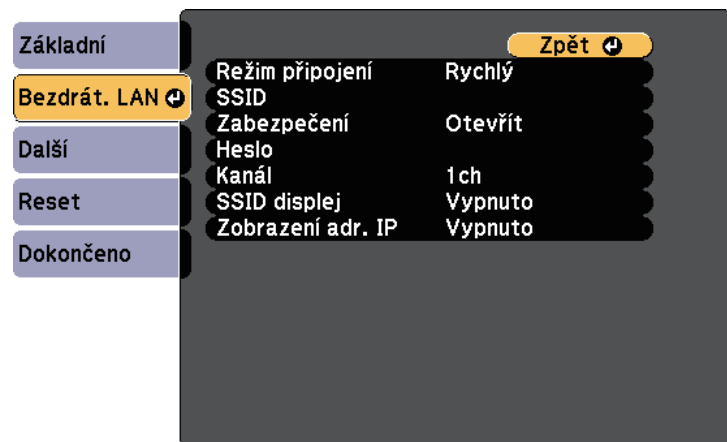 Základní
Bezdrát. LAN
Další
Reset
Dokončeno
Zpět
Režim připojení Rychlý
SSID
Zabezpečení Otevřít
Heslo
Kanál 1ch
SSID displej Vypnuto
Zobrazení adr. IP Vypnuto